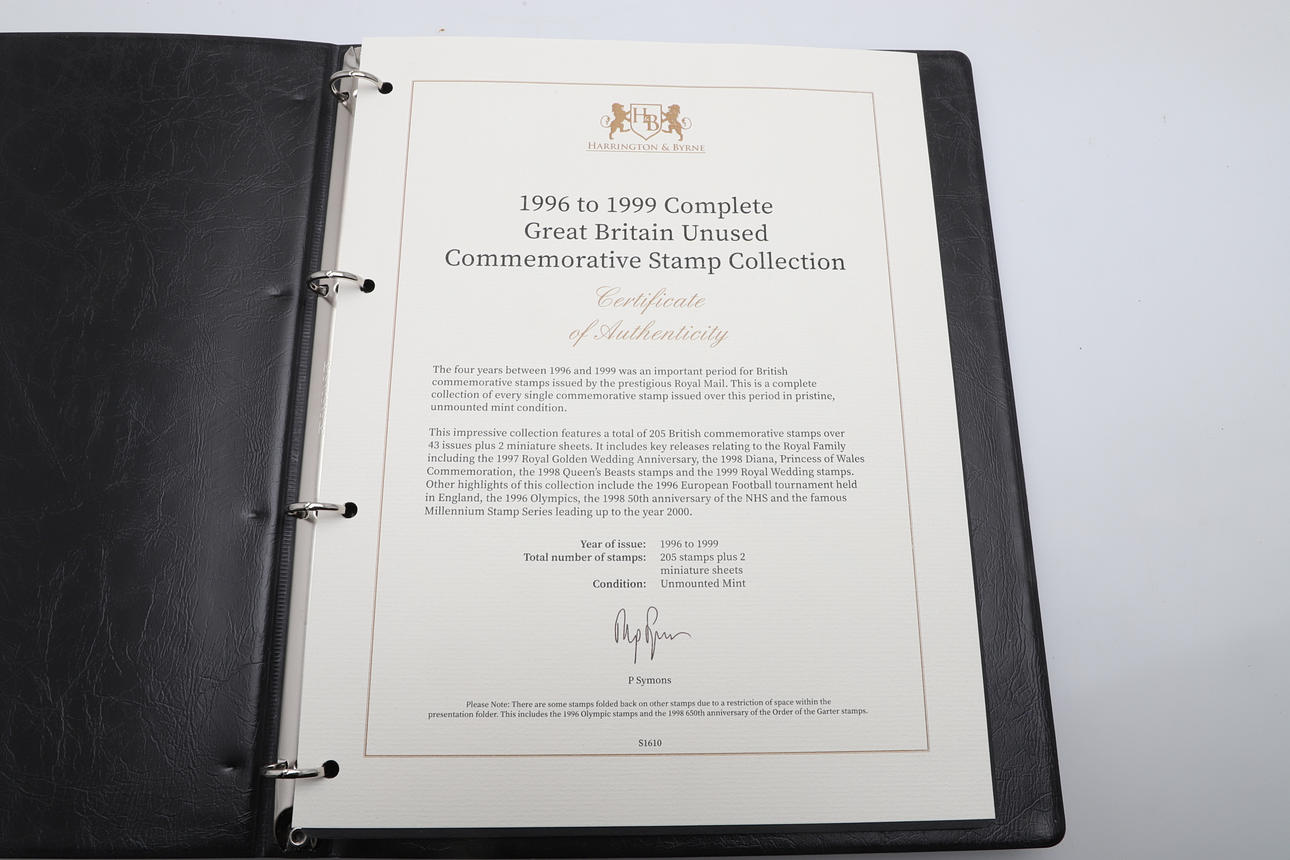 HB
HARRINGTON & BYRNE
1996 to 1999 Complete
Great Britain Unused
Commemorative Stamp Collection
Certificate
of Authenticity
The four years between 1996 and 1999 was an important period for British
commemorative stamps issued by the prestigious Royal Mail. This is a complete
collection of every single commemorative stamp issued over this period in pristine,
unmounted mint condition.
This impressive collection features a total of 205 British commemorative stamps over
43 issues plus 2 miniature sheets. It includes key releases relating to the Royal Family
including the 1997 Royal Golden Wedding Anniversary, the 1998 Diana, Princess of Wales
Commemoration, the 1998 Queen's Beasts stamps and the 1999 Royal Wedding stamps.
Other highlights of this collection include the 1996 European Football tournament held
in England, the 1996 Olympics, the 1998 50th anniversary of the NHS and the famous
Millennium Stamp Series leading up to the year 2000.
Year of issue: 1996 to 1999
Total number of stamps: 205 stamps plus 2
miniature sheets
Condition: Unmounted Mint
P Symons
Please Note: There are some stamps folded back on other stamps due to a restriction of space within the
presentation folder. This includes the 1996 Olympic stamps and the 1998 650th anniversary of the Order of the Garter stamps.
S1610